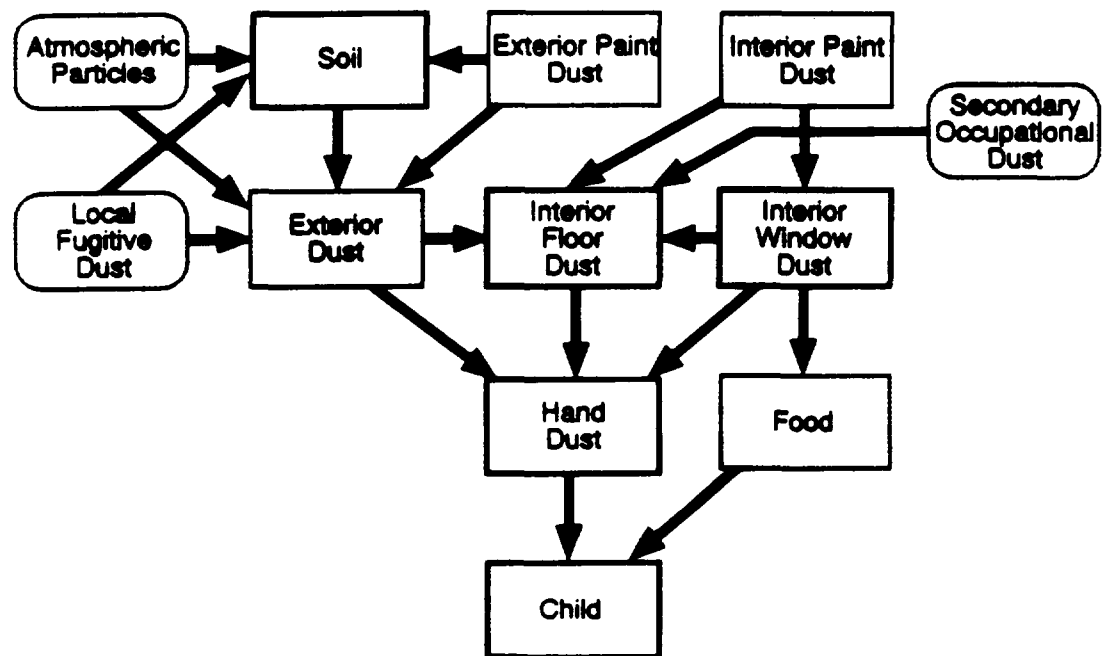 Atmospheric
Particles
Soil
Exterior Paint
Dust
Interior Paint
Dust
Secondary
Occupational
Dust
Local
Fugitive
Dust
Exterior
Dust
Interior
Floor
Dust
Interior
Window
Dust
Hand
Dust
Food
Child